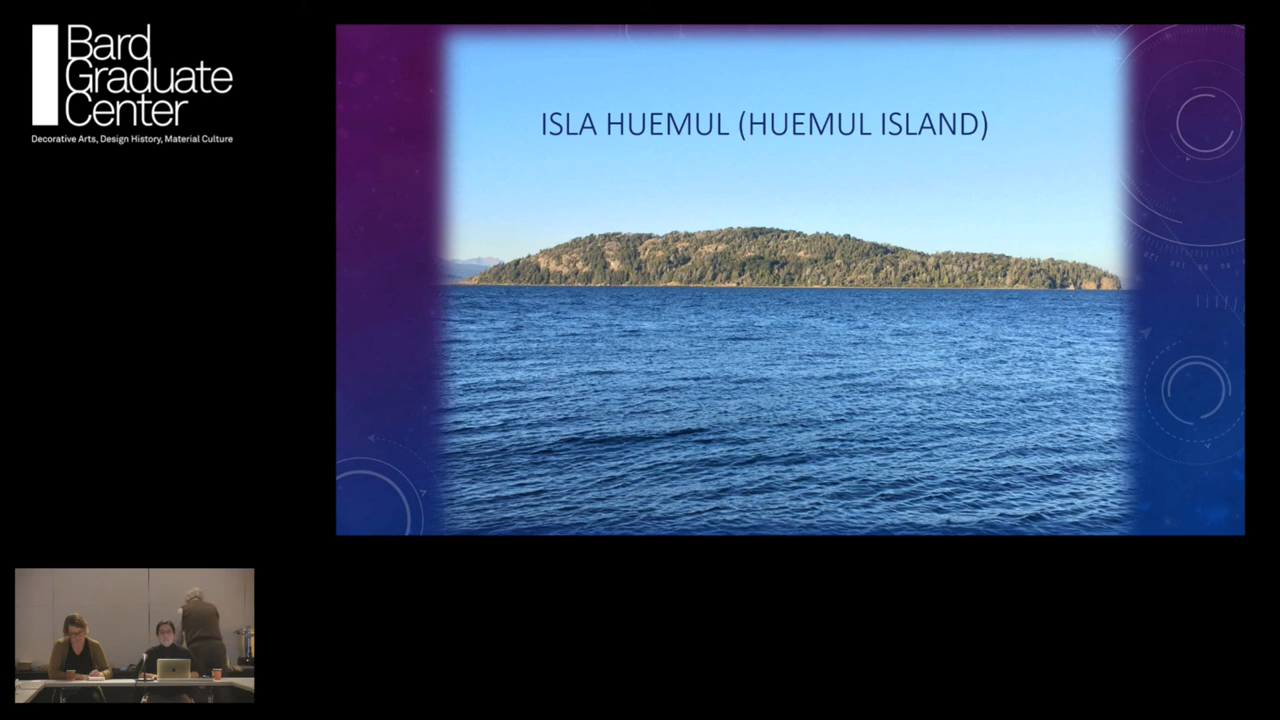 Bard
Graduate
Center
Decorative Arts, Design History, Material Culture
ISLA HUEMUL (HUEMUL ISLAND)